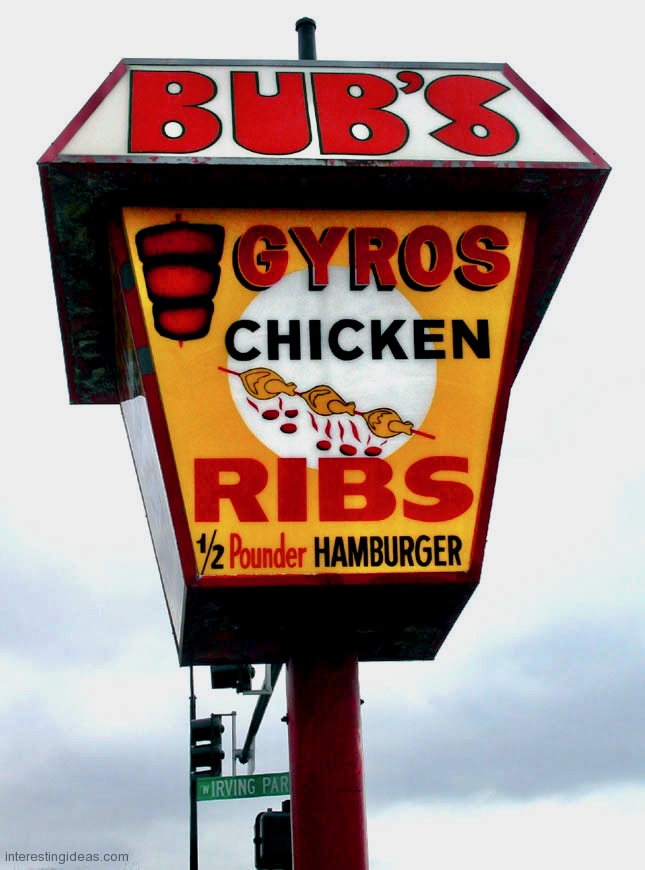 BUB'S
GYROS
CHICKEN
RIBS
1/2 Pounder HAMBURGER
W IRVING PAR
interestingideas.com